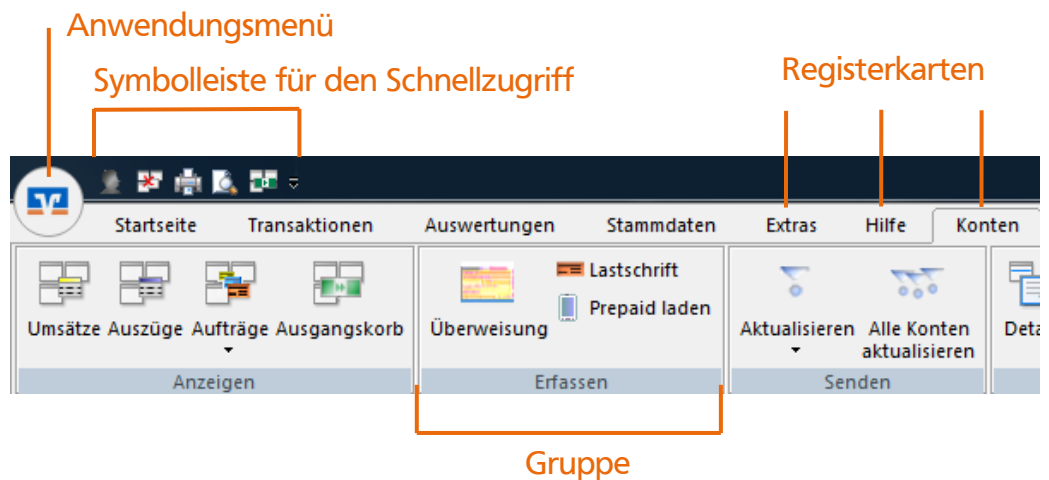 Anwendungsmenü
Symbolleiste für den Schnellzugriff
Registerkarten
Startseite Transaktionen Auswertungen Stammdaten Extras Hilfe Konten
Lastschrift
Prepaid laden
Umsätze Auszüge Aufträge Ausgangskorb Überweisung Aktualisieren Alle Konten aktualisieren Deta
Anzeigen Erfassen Senden
Gruppe